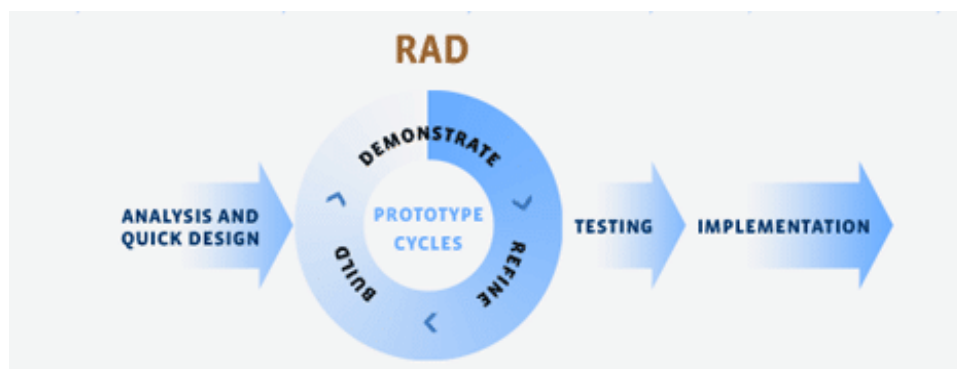 RAD
ANALYSIS AND
QUICK DESIGN
DEMONSTRATE
PROTOTYPE
CYCLES
REFINE
BUILD
TESTING
IMPLEMENTATION